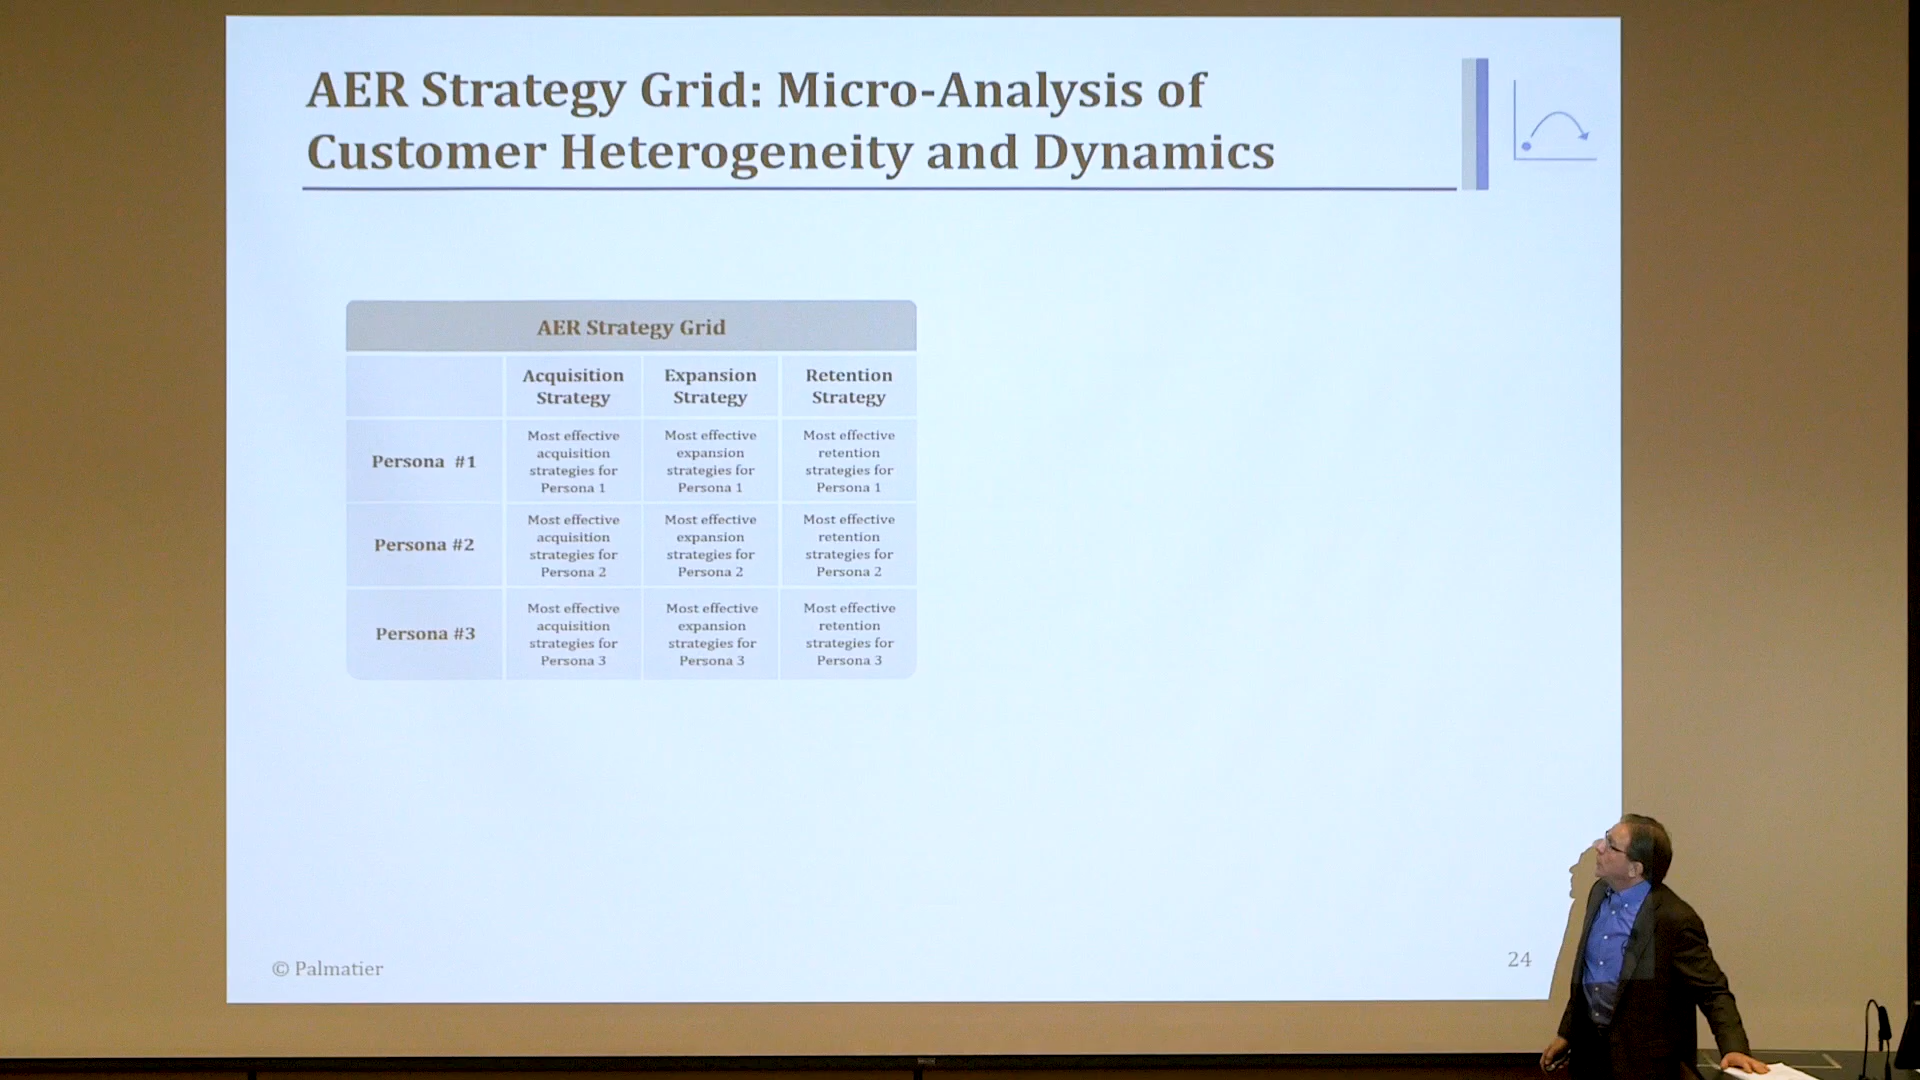 AER Strategy Grid: Micro-Analysis of
Customer Heterogeneity and Dynamics
AER Strategy Grid
Acquisition
Strategy
Expansion
Strategy
Retention
Strategy
Persona #1
Most effective
acquisition
strategies for
Persona 1
Most effective
expansion
strategies for
Persona 1
Most effective
retention
strategies for
Persona 1
Persona #2
Most effective
acquisition
strategies for
Persona 2
Most effective
expansion
strategies for
Persona 2
Most effective
retention
strategies for
Persona 2
Persona #3
Most effective
acquisition
strategies for
Persona 3
Most effective
expansion
strategies for
Persona 3
Most effective
retention
strategies for
Persona 3
© Palmatier
24